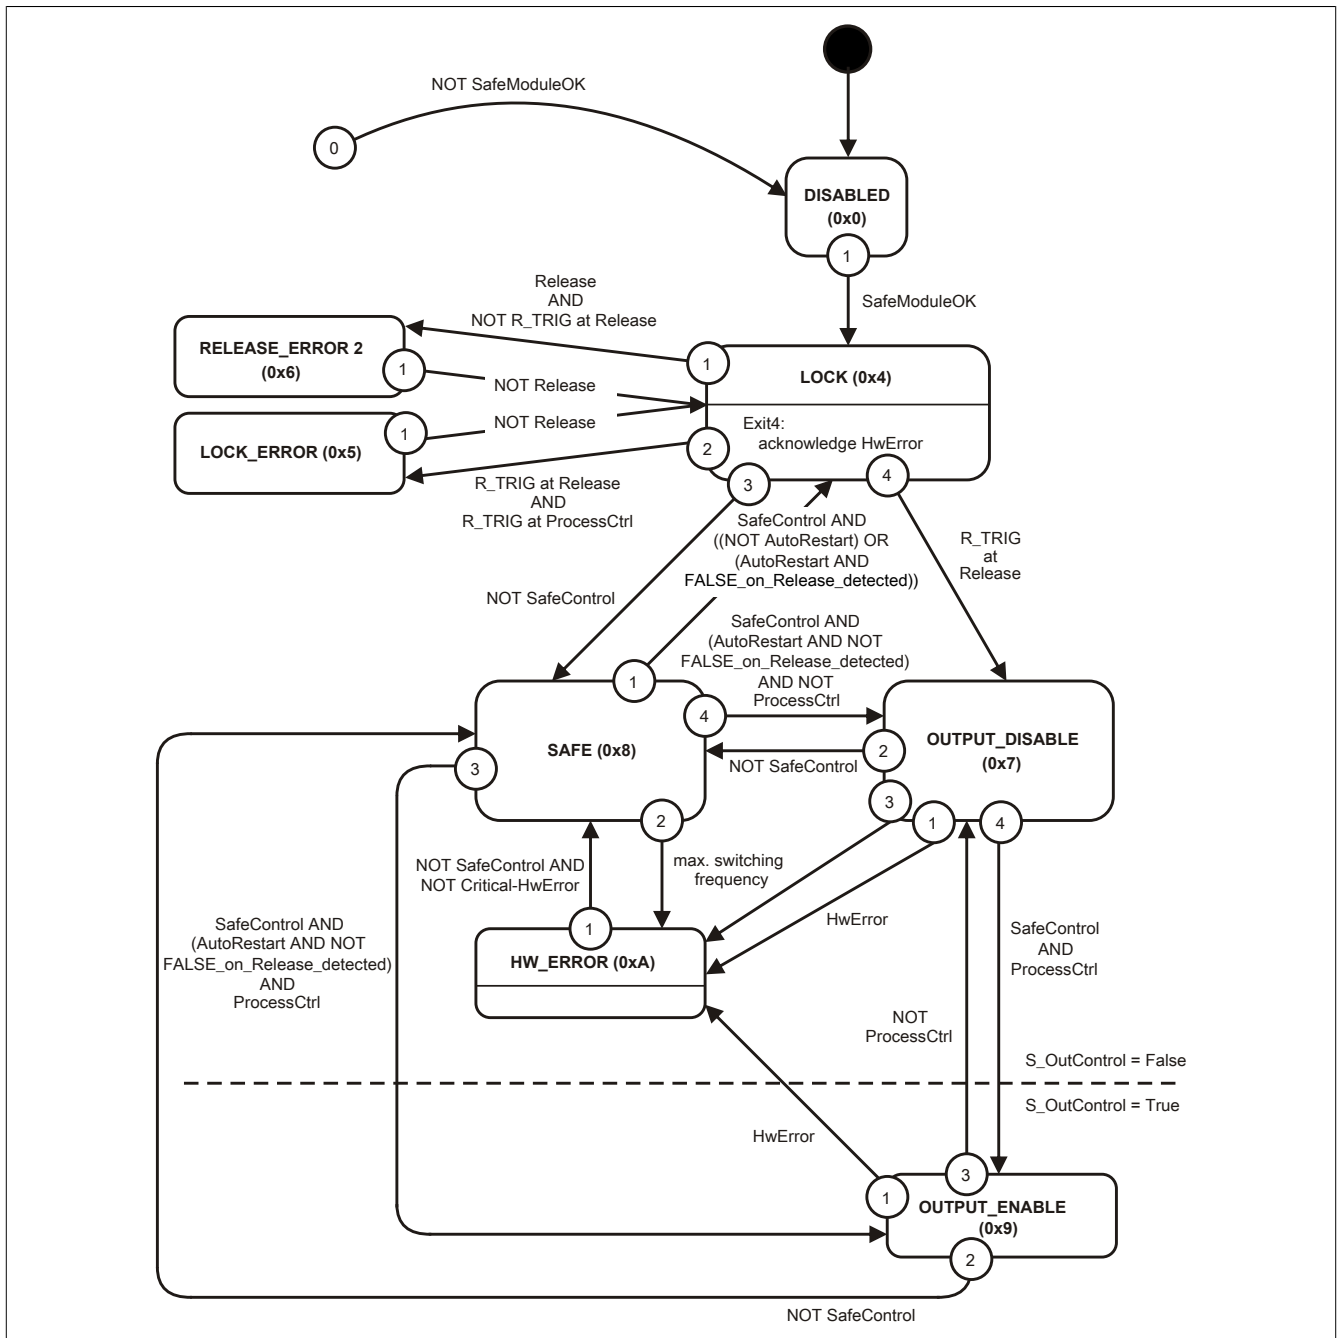 NOT SafeModuleOK
0
DISABLED
(0x0)
1
SafeModuleOK
Release
AND
NOT R_TRIG at Release
RELEASE_ERROR 2
(0x6)
1
NOT Release
1
LOCK (0x4)
LOCK_ERROR (0x5)
1
NOT Release
2
Exit4:
acknowledge HwError
3
4
R_TRIG at Release
AND
R_TRIG at ProcessCtrl
SafeControl AND
((NOT AutoRestart) OR
(AutoRestart AND
FALSE_on_Release_detected))
R_TRIG
at
Release
NOT SafeControl
SafeControl AND
(AutoRestart AND NOT
FALSE_on_Release_detected)
AND NOT
ProcessCtrl
1
4
SAFE (0x8)
3
2
OUTPUT_DISABLE
(0x7)
2
NOT SafeControl
3
1
4
NOT SafeControl AND
NOT Critical-HwError
max. switching
frequency
1
HW_ERROR (0xA)
HwError
SafeControl AND
(AutoRestart AND NOT
FALSE_on_Release_detected)
AND
ProcessCtrl
SafeControl
AND
ProcessCtrl
NOT
ProcessCtrl
S_OutControl = False
S_OutControl = True
HwError
3
1
OUTPUT_ENABLE
(0x9)
2
NOT SafeControl